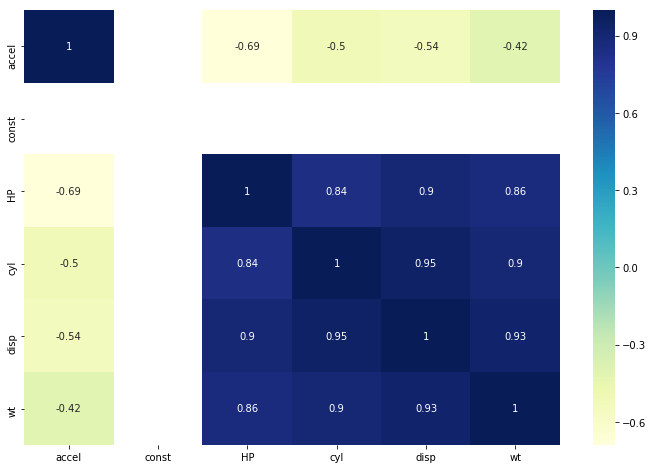 accel 1 -0.69 -0.5 -0.54 -0.42
const
HP -0.69 1 0.84 0.9 0.86
cyl -0.5 0.84 1 0.95 0.9
disp -0.54 0.9 0.95 1 0.93
wt -0.42 0.86 0.9 0.93 1
accel const HP cyl disp wt
0.9
0.6
0.3
0.0
−0.3
−0.6